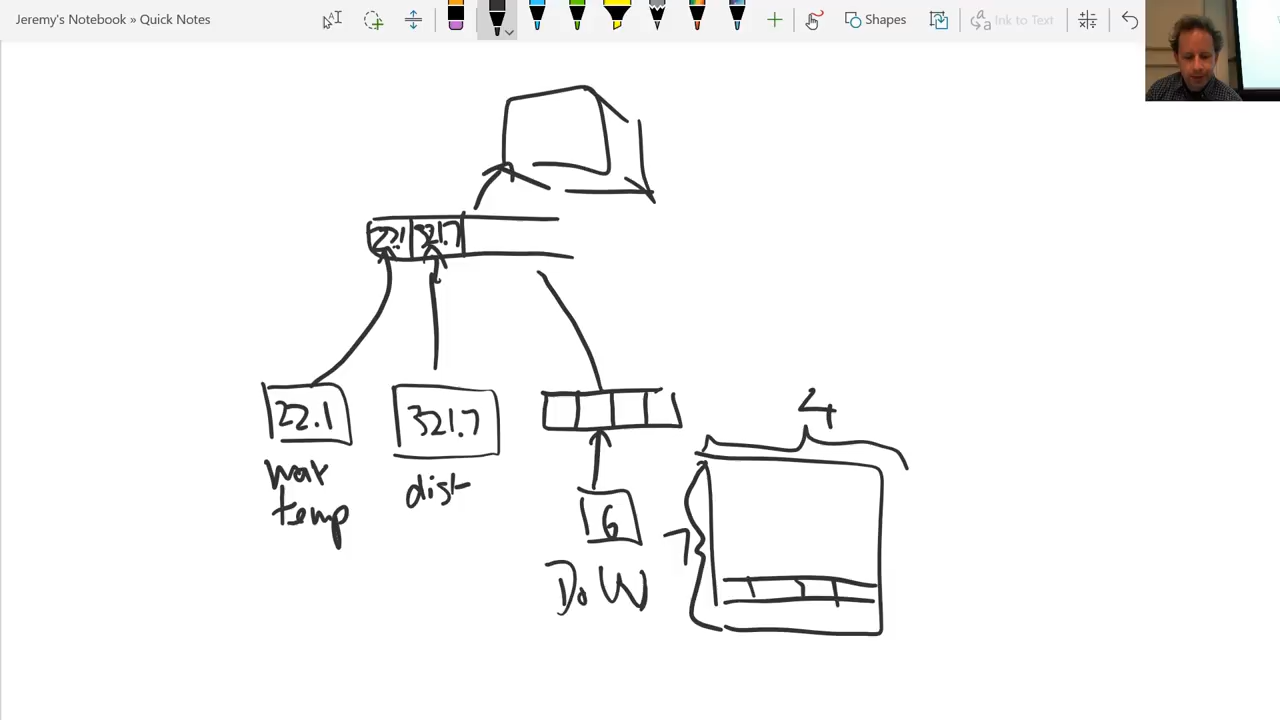 Jeremy's Notebook » Quick Notes
Shapes
Ink to Text
22.1 321.7
4
22.1
321.7
max
temp
dist
6
7
DoW